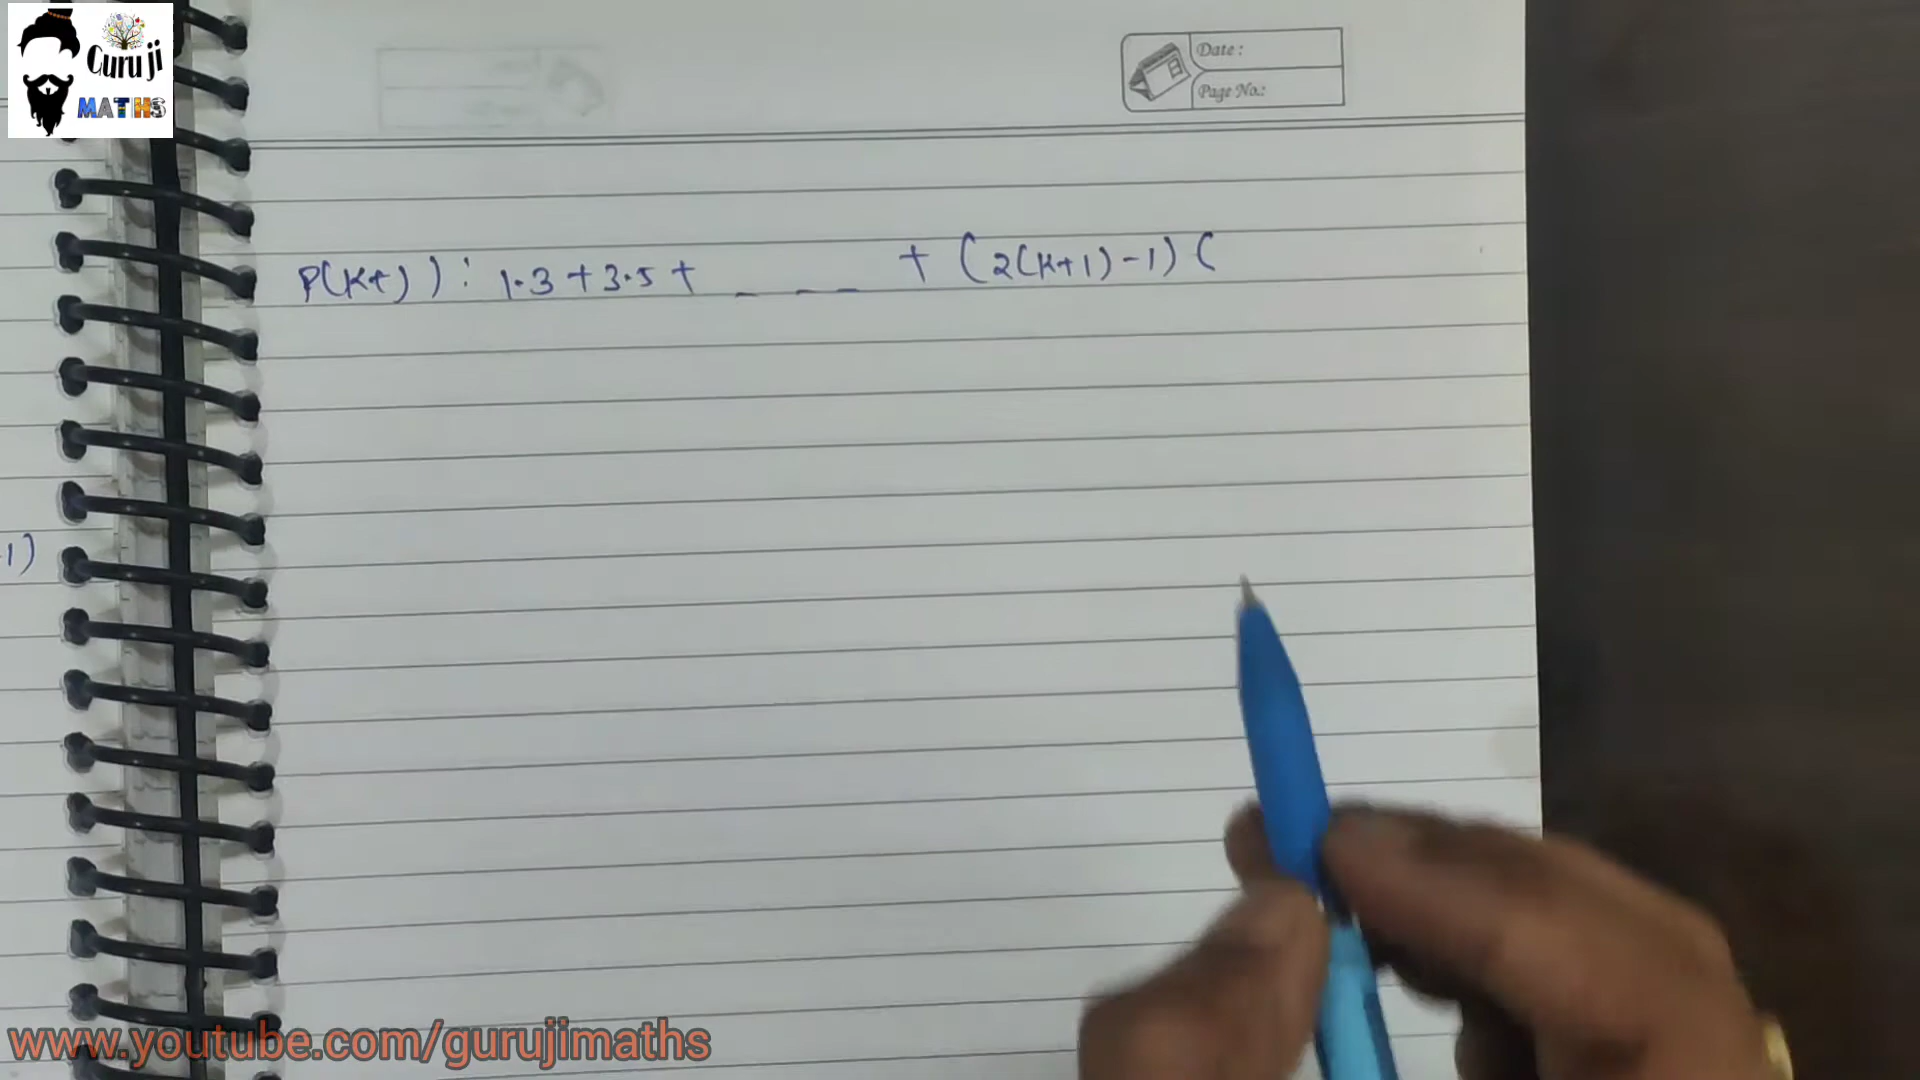 Guru ji
MATHS
Date :
Page No.:
P(K+1) : 1.3 + 3.5 + _ _ _ + (2(K+1)-1) (
1)
www.youtube.com/gurujimaths